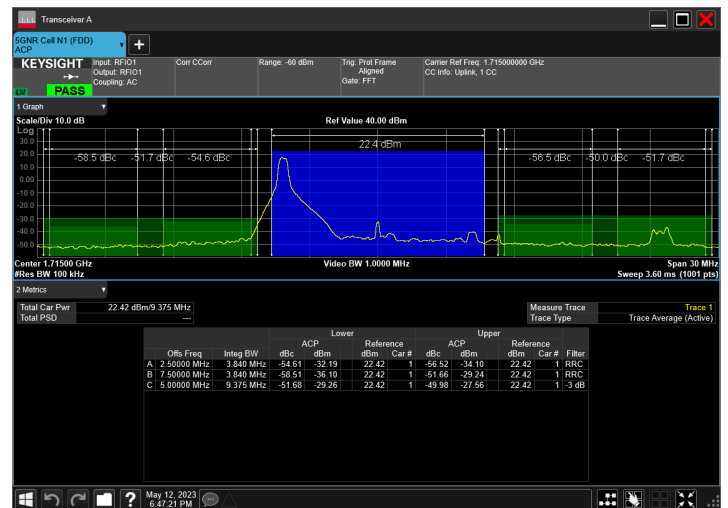 Transceiver A
5GNR Cell N1 (FDD)
ACP
KEYSIGHT
LXI
PASS
Input: RFIO1
Output: RFIO1
Coupling: AC
Corr CCorr
Range: -60 dBm
Trig: Prot Frame
Aligned
Gate: FFT
Carrier Ref Freq: 1.715000000 GHz
CC Info: Uplink, 1 CC
1 Graph
Scale/Div 10.0 dB
Ref Value 40.00 dBm
Log
30.0
20.0
10.0
0.00
-10.0
-20.0
-30.0
-40.0
-50.0
-58.5 dBc
-51.7 dBc
-54.6 dBc
22.4 dBm
-56.5 dBc
-50.0 dBc
-51.7 dBc
Center 1.71500 GHz
#Res BW 100 kHz
Video BW 1.0000 MHz
Span 30 MHz
Sweep 3.60 ms (1001 pts)
2 Metrics
Total Car Pwr 22.42 dBm/9.375 MHz
Total PSD ---
Measure Trace Trace 1
Trace Type Trace Average (Active)
Lower Upper
ACP Reference ACP Reference
Offs Freq Integ BW dBc dBm dBm Car # dBc dBm dBm Car # Filter
A 2.50000 MHz 3.840 MHz -54.61 -32.19 22.42 1 -56.52 -34.10 22.42 1 RRC
B 7.50000 MHz 3.840 MHz -58.51 -36.10 22.42 1 -51.66 -29.24 22.42 1 RRC
C 5.00000 MHz 9.375 MHz -51.68 -29.26 22.42 1 -49.98 -27.56 22.42 1 -3 dB
?
May 12, 2023
6:47:21 PM